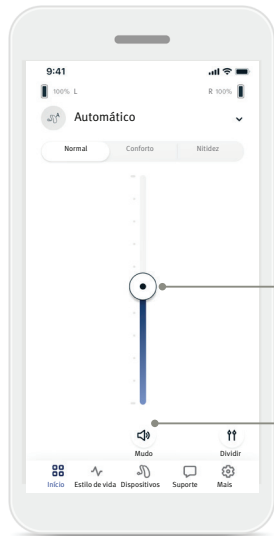 9:41
100% L
R 100%
Automático
Normal Conforto Nitidez
Mudo Dividir
Início Estilo de vida Dispositivos Suporte Mais